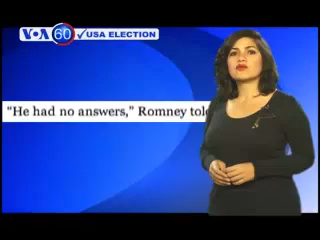 VOA 60 USA ELECTION
“He had no answers,” Romney tol